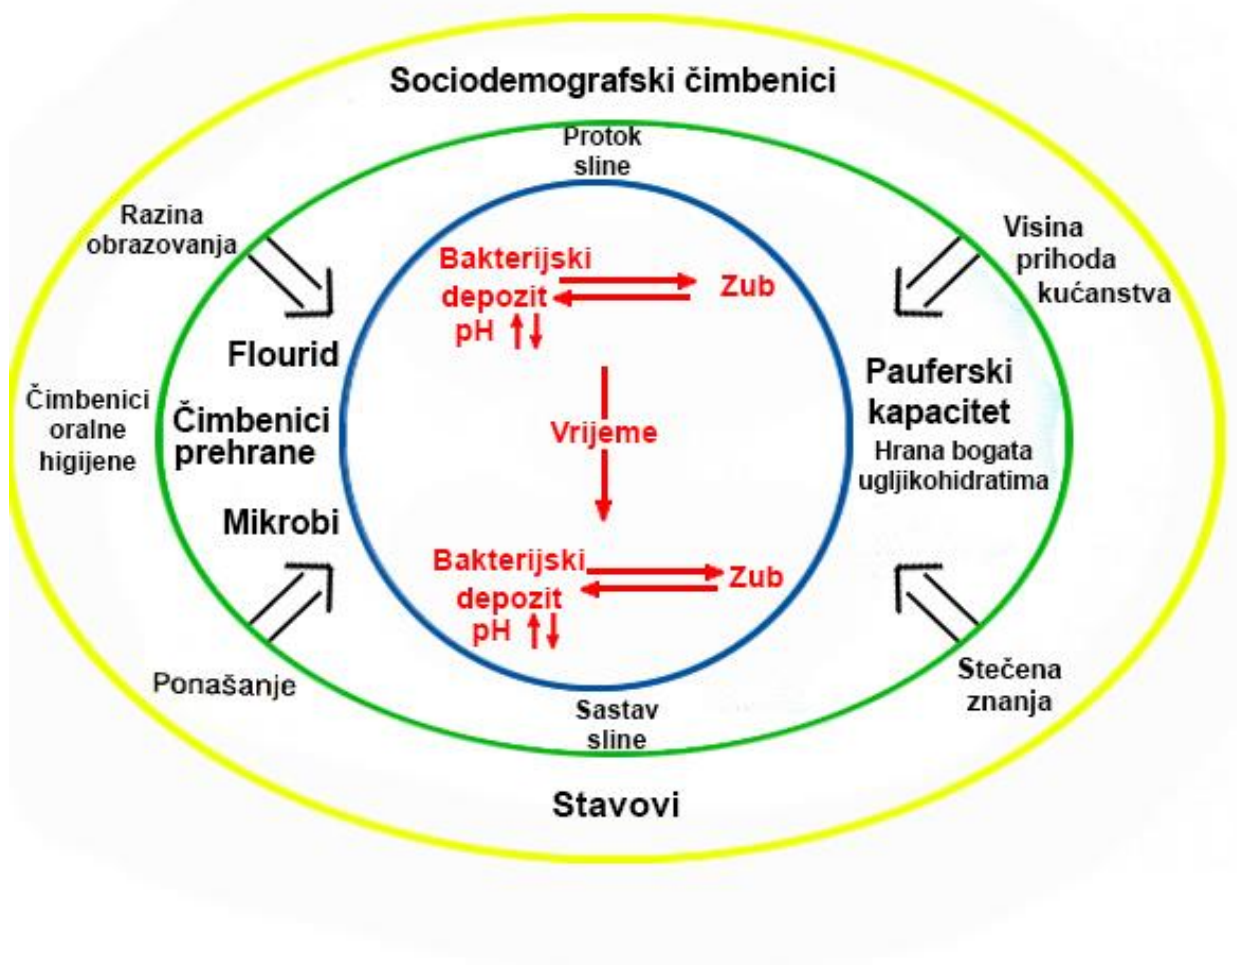 Sociodemografski čimbenici
Protok
sline
Razina
obrazovanja
Visina
prihoda
kućanstva
Bakterijski
depozit
pH
Zub
Flourid
Čimbenici
prehrane
Mikrobi
Čimbenici
oralne
higijene
Vrijeme
Pauferski
kapacitet
Hrana bogata
ugljikohidratima
Bakterijski
depozit
pH
Zub
Ponašanje
Stečena
znanja
Sastav
sline
Stavovi